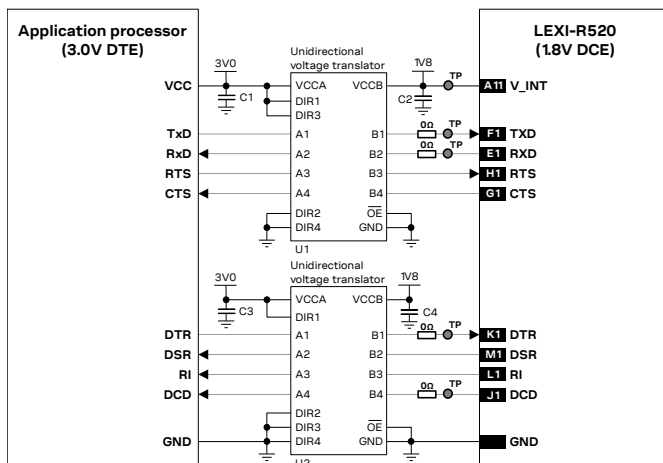 Application processor
(3.0V DTE)
LEXI-R520
(1.8V DCE)
Unidirectional
voltage translator
3V0
1V8
TP
VCC
VCCA
VCCB
A11
V_INT
C1
DIR1
C2
DIR3
0Ω
TP
TxD
A1
B1
F1
TXD
0Ω
TP
RxD
A2
B2
E1
RXD
RTS
A3
B3
H1
RTS
CTS
A4
B4
G1
CTS
DIR2
OE
DIR4
GND
U1
Unidirectional
voltage translator
3V0
1V8
VCCA
VCCB
C3
DIR1
C4
0Ω
TP
DTR
A1
B1
K1
DTR
DSR
A2
B2
M1
DSR
RI
A3
B3
L1
RI
0Ω
TP
DCD
A4
B4
J1
DCD
DIR2
DIR3
OE
GND
DIR4
GND
GND